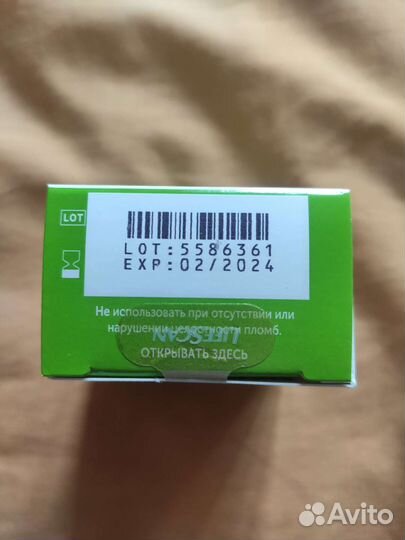 LOT
LOT:5586361
EXP:02/2024
Не использовать при отсутствии или
нарушении целостности пломб.
LIFESCAN
ОТКРЫВАТЬ ЗДЕСЬ
Avito